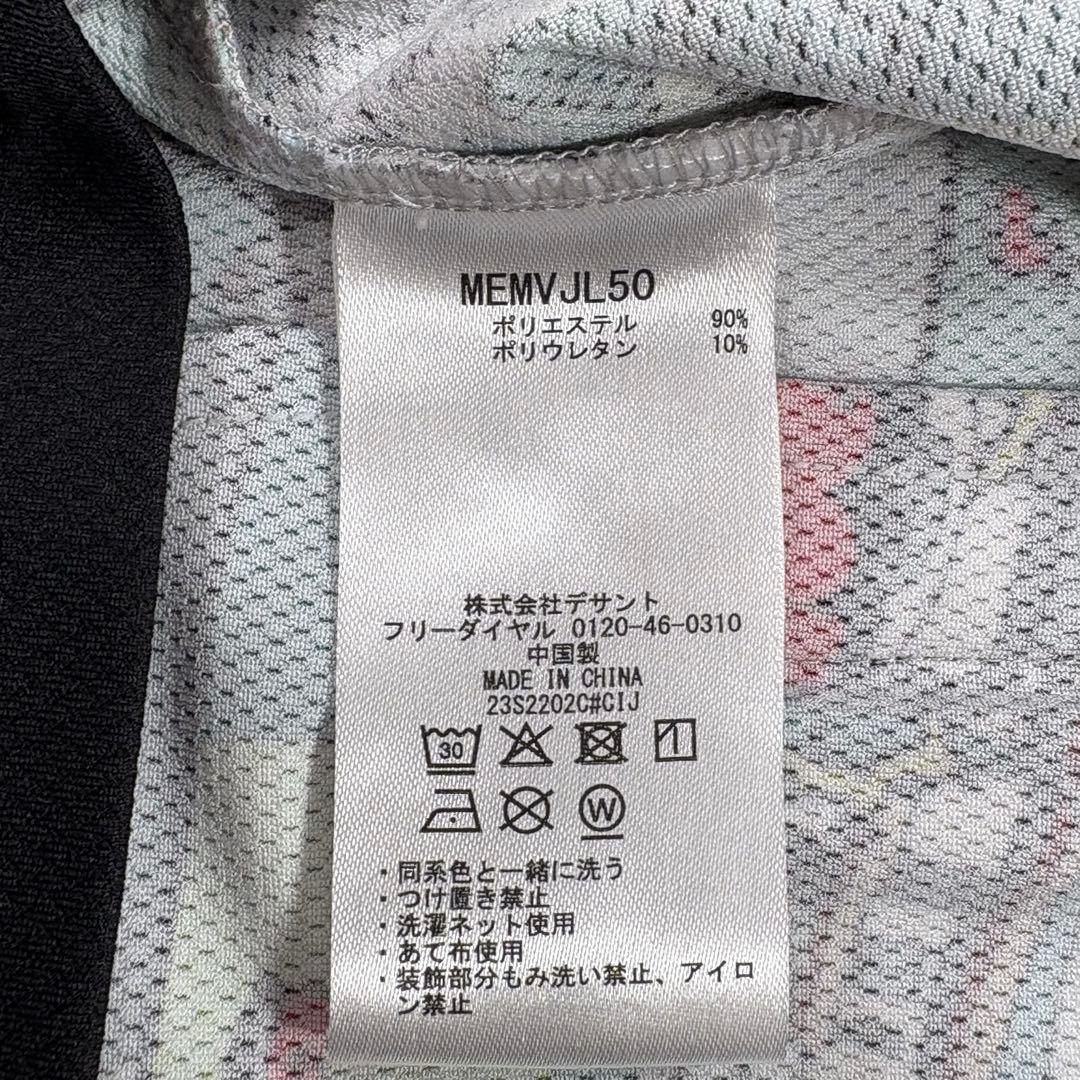 MEMVJL50
ポリエステル 90%
ポリウレタン 10%
株式会社デサント
フリーダイヤル 0120-46-0310
中国製
MADE IN CHINA
23S2202C#CIJ
30
W
・同系色と一緒に洗う
・つけ置き禁止
・洗濯ネット使用
・あて布使用
・装飾部分もみ洗い禁止、アイロ
ン禁止